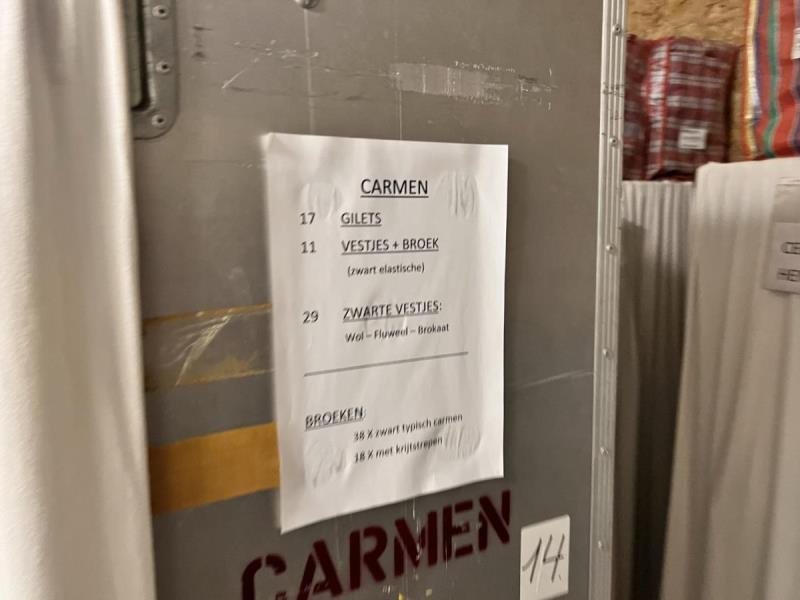 CARMEN
17 GILETS
11 VESTJES + BROEK
(zwart elastische)
29 ZWARTE VESTJES:
Wol – Fluweel – Brokaat
BROEKEN:
38 X zwart typisch carmen
18 X met krijtstrepen
CARMEN
14.